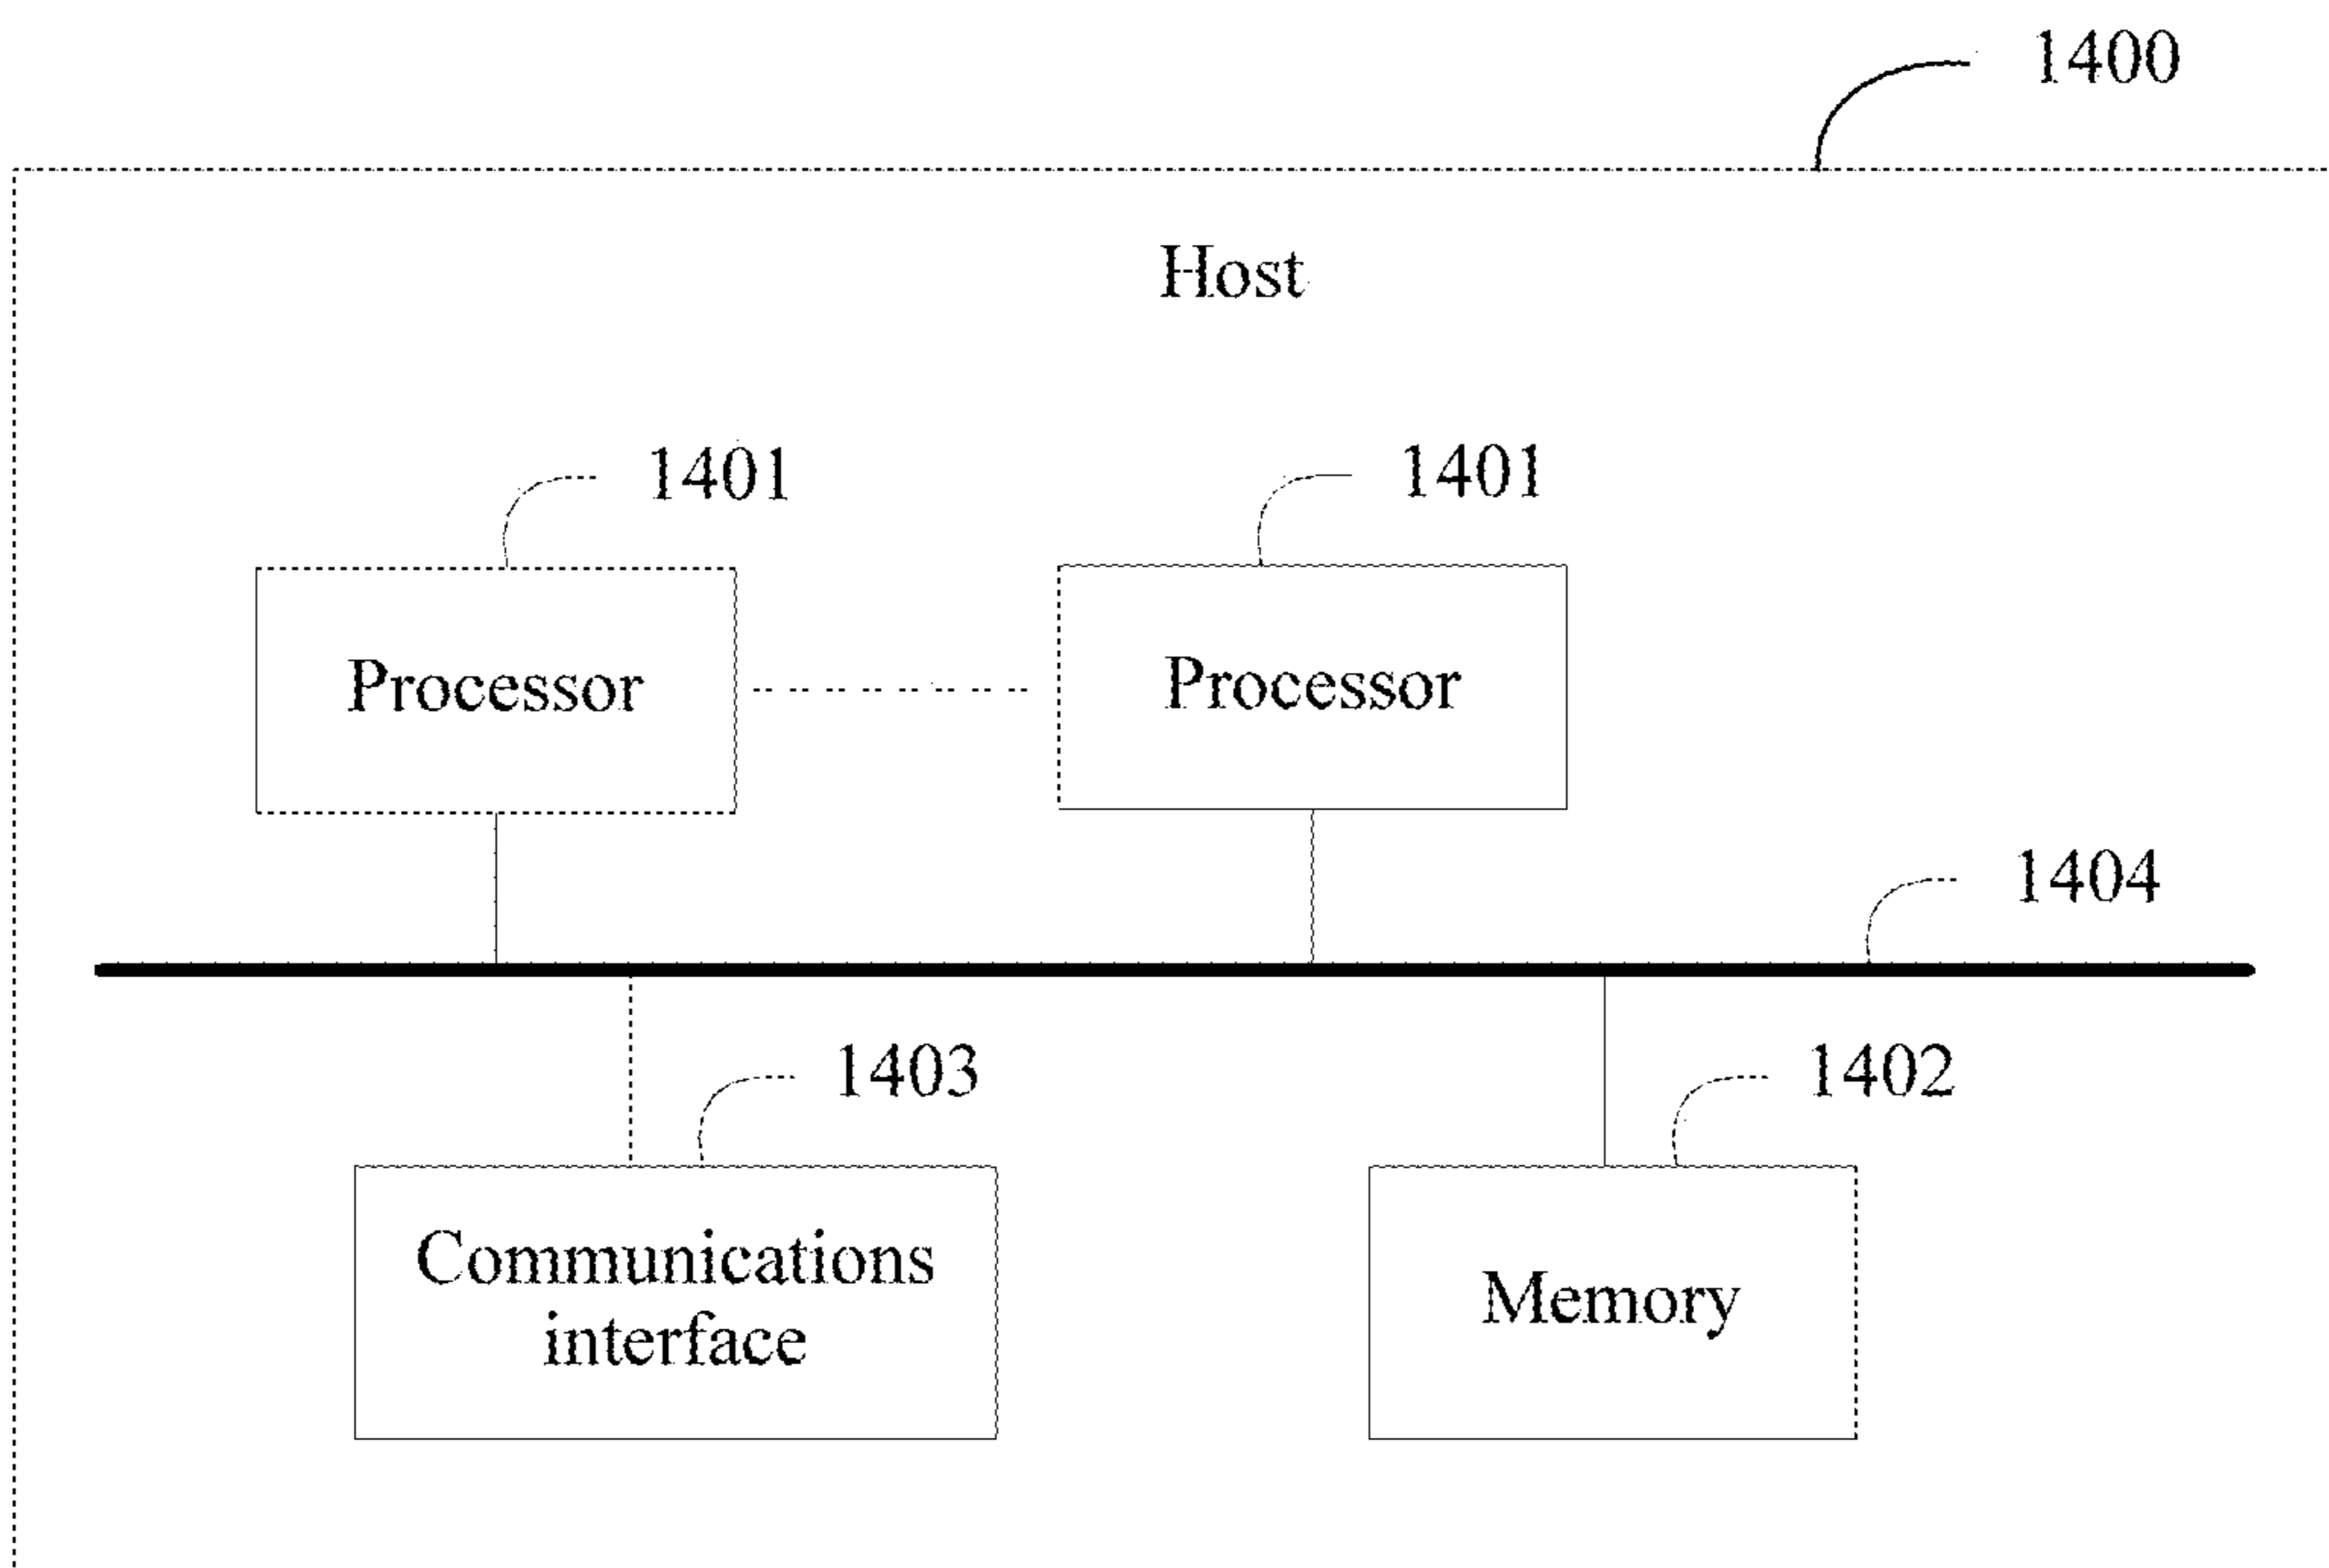 1400
Host
1401
1401
Processor
Processor
1404
1403
1402
Communications
interface
Memory